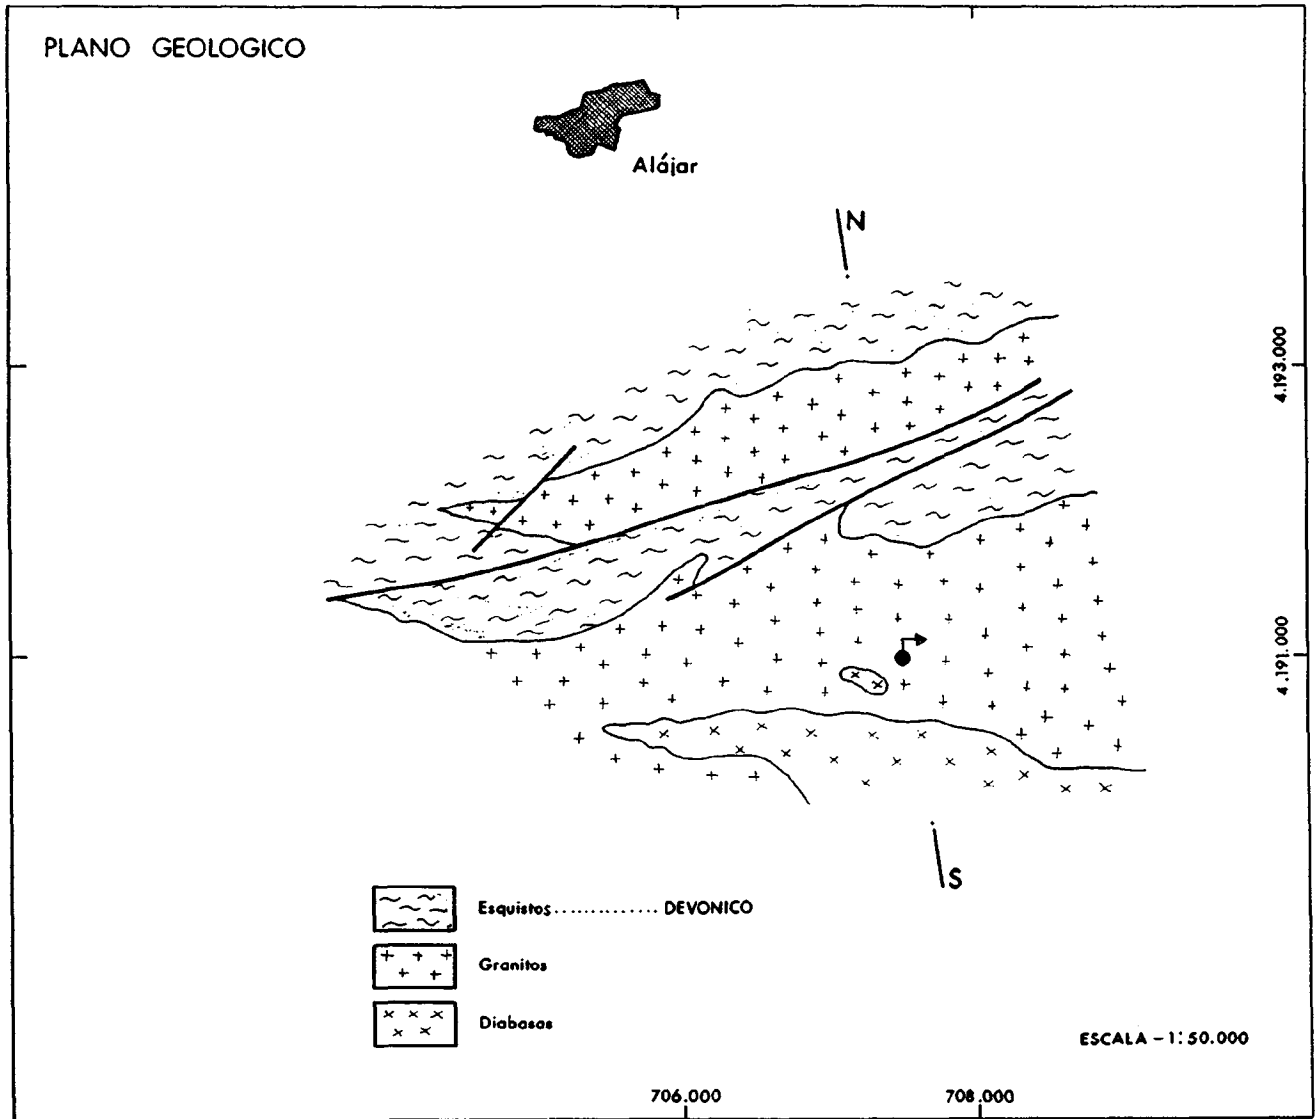 PLANO GEOLOGICO
Alájar
N
4.193.000
4.191.000
S
Esquistos ............. DEVONICO
Granitos
Diabasas
ESCALA - 1:50.000
706.000
708.000